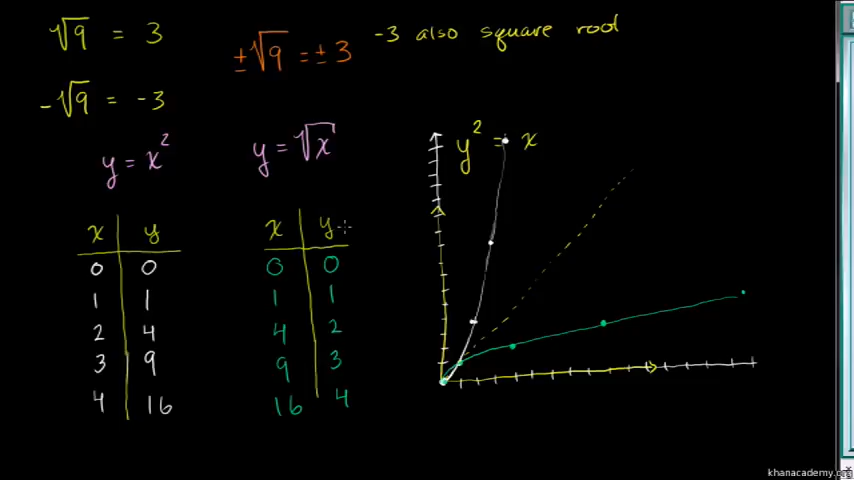 √9 = 3
±√9 = ±3
-3 also square root
-√9 = -3
y = x²
y = √x
y² = x
x y
0 0
1 1
2 4
3 9
4 16
x y
0 0
1 1
4 2
9 3
16 4
khanacademy.org